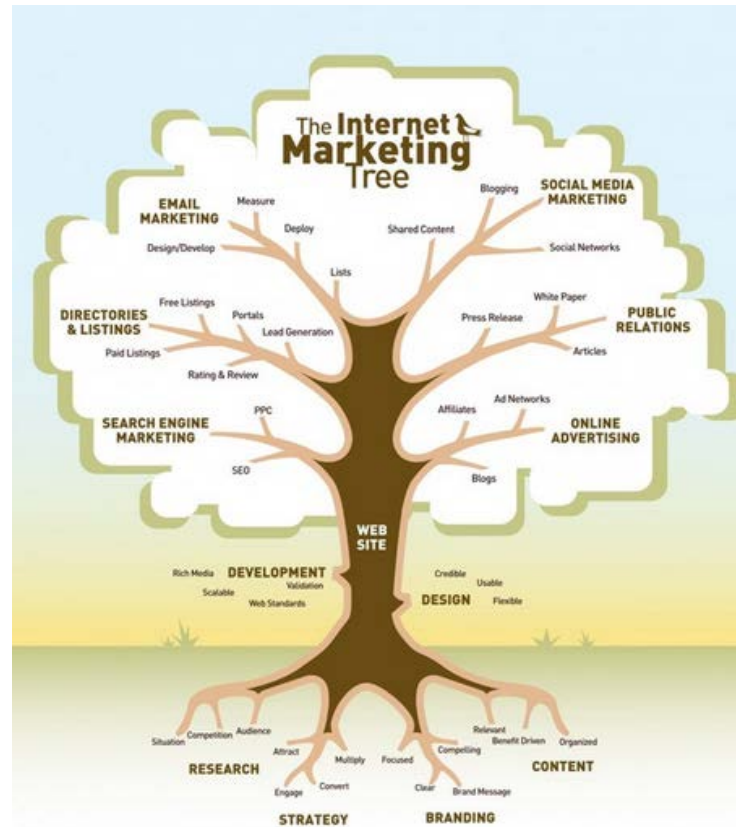 The Internet
Marketing
Tree
EMAIL
MARKETING
Measure
Deploy
Design/Develop
Lists
SOCIAL MEDIA
MARKETING
Blogging
Shared Content
Social Networks
DIRECTORIES
& LISTINGS
Free Listings
Portals
Lead Generation
Paid Listings
Rating & Review
PUBLIC
RELATIONS
White Paper
Press Release
Articles
SEARCH ENGINE
MARKETING
PPC
SEO
ONLINE
ADVERTISING
Affiliates
Ad Networks
Blogs
WEB
SITE
DEVELOPMENT
Rich Media
Validation
Scalable
Web Standards
DESIGN
Credible
Usable
Flexible
RESEARCH
Situation
Competition
Audience
STRATEGY
Attract
Engage
Convert
Multiply
BRANDING
Focused
Clear
Compelling
Brand Message
CONTENT
Relevant
Benefit Driven
Organized